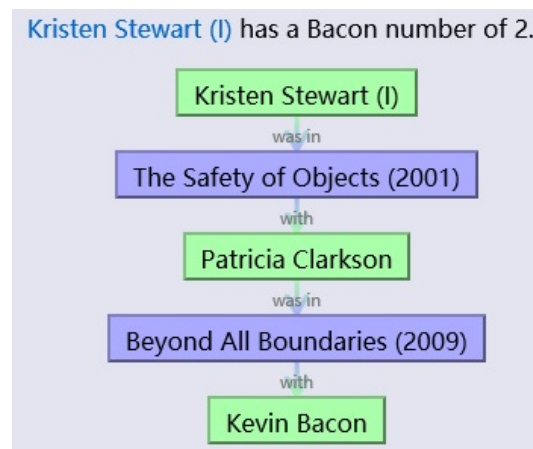 Kristen Stewart (I) has a Bacon number of 2.
Kristen Stewart (I)
was in
The Safety of Objects (2001)
with
Patricia Clarkson
was in
Beyond All Boundaries (2009)
with
Kevin Bacon